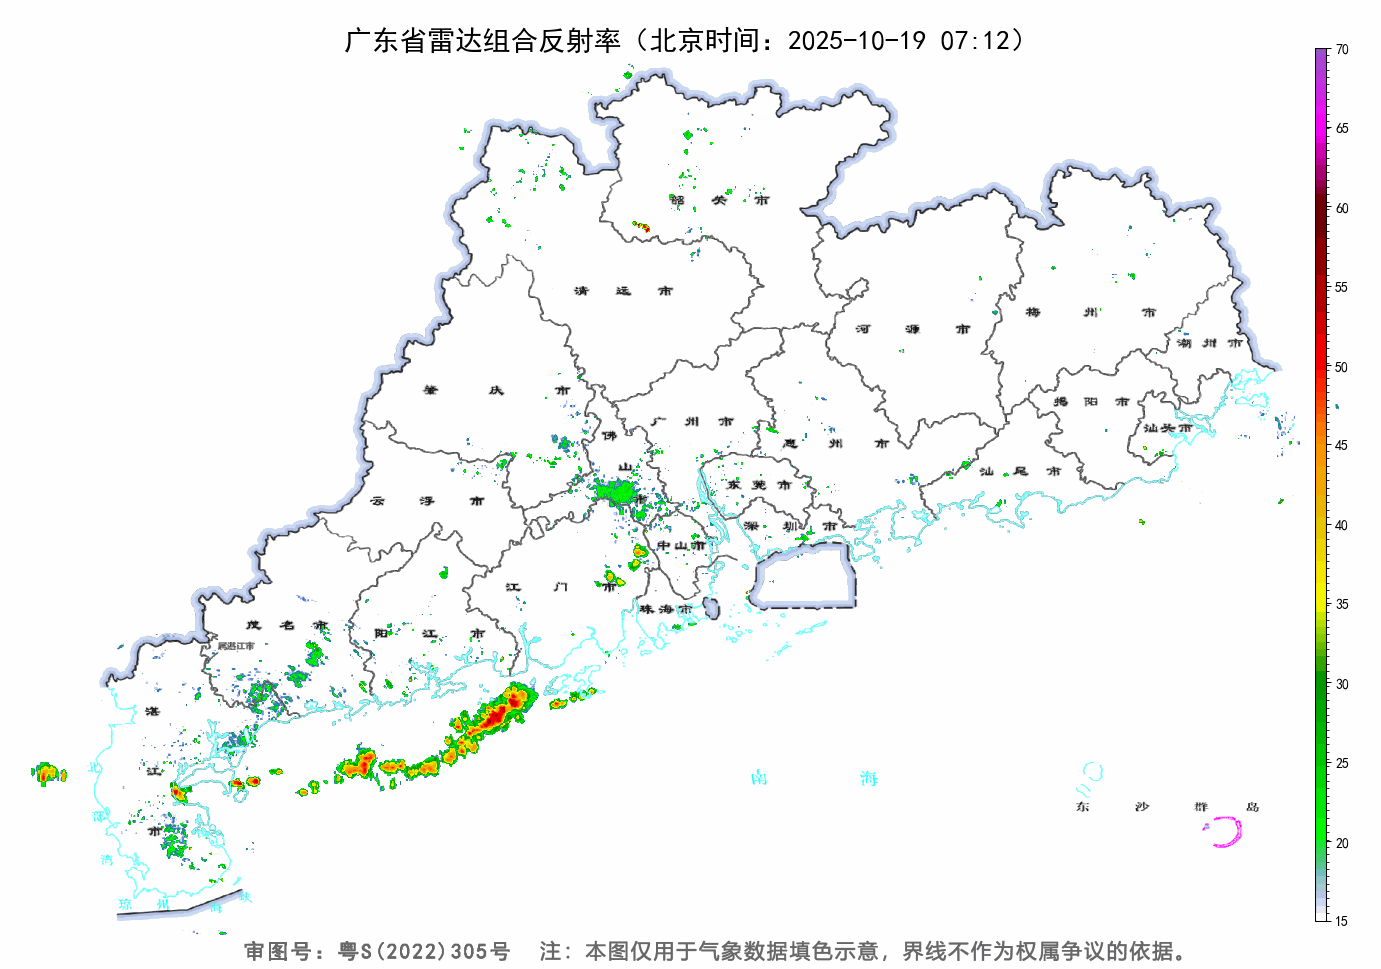 广东省雷达组合反射率（北京时间：2025-10-19 07:12）
70
65
60
55
50
45
40
35
30
25
20
15
韶关市
清远市
河源市
梅州市
潮州市
肇庆市
广州市
揭阳市
汕头市
佛山市
惠州市
云浮市
东莞市
汕尾市
深圳市
中山市
江门市
珠海市
茂名市
阳江市
属湛江市
湛江市
南海
东沙群岛
北部湾
琼州海峡
审图号：粤S(2022)305号 注：本图仅用于气象数据填色示意，界线不作为权属争议的依据。